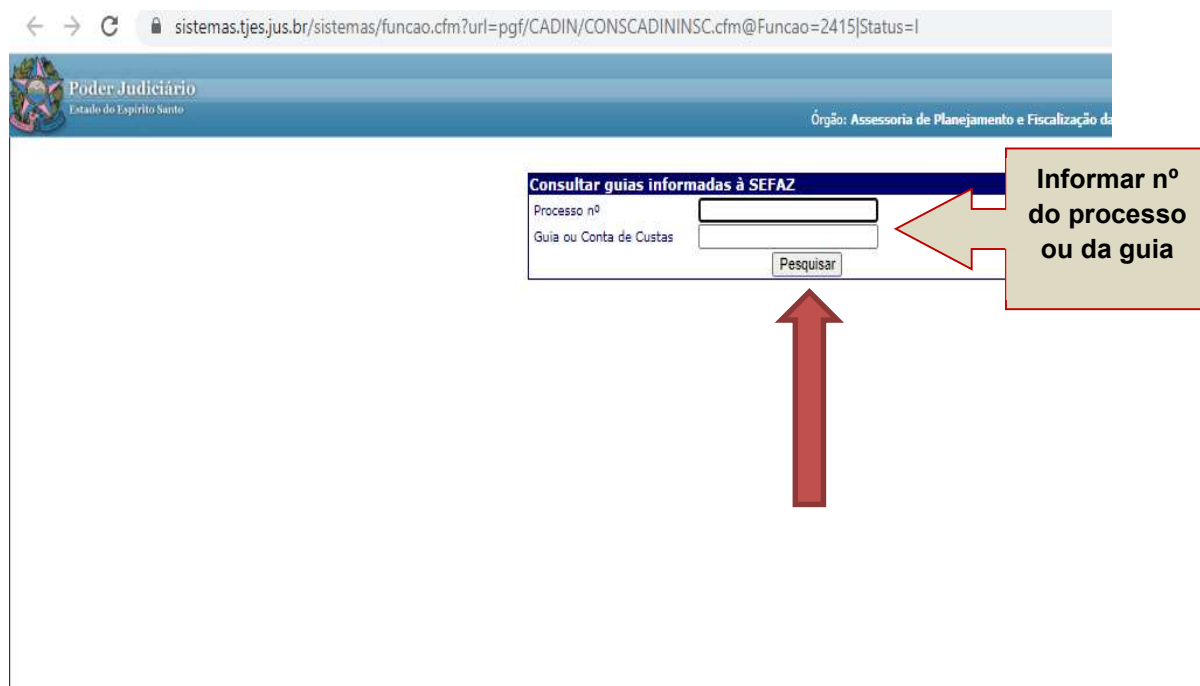 sistemas.tjes.jus.br/sistemas/funcao.cfm?url=pgf/CADIN/CONSCADININSC.cfm@Funcao=2415|Status=I
Poder Judiciário
Estado do Espírito Santo
Órgão: Assessoria de Planejamento e Fiscalização da
Consultar guias informadas à SEFAZ
Processo nº
Guia ou Conta de Custas
Pesquisar
Informar nº
do processo
ou da guia